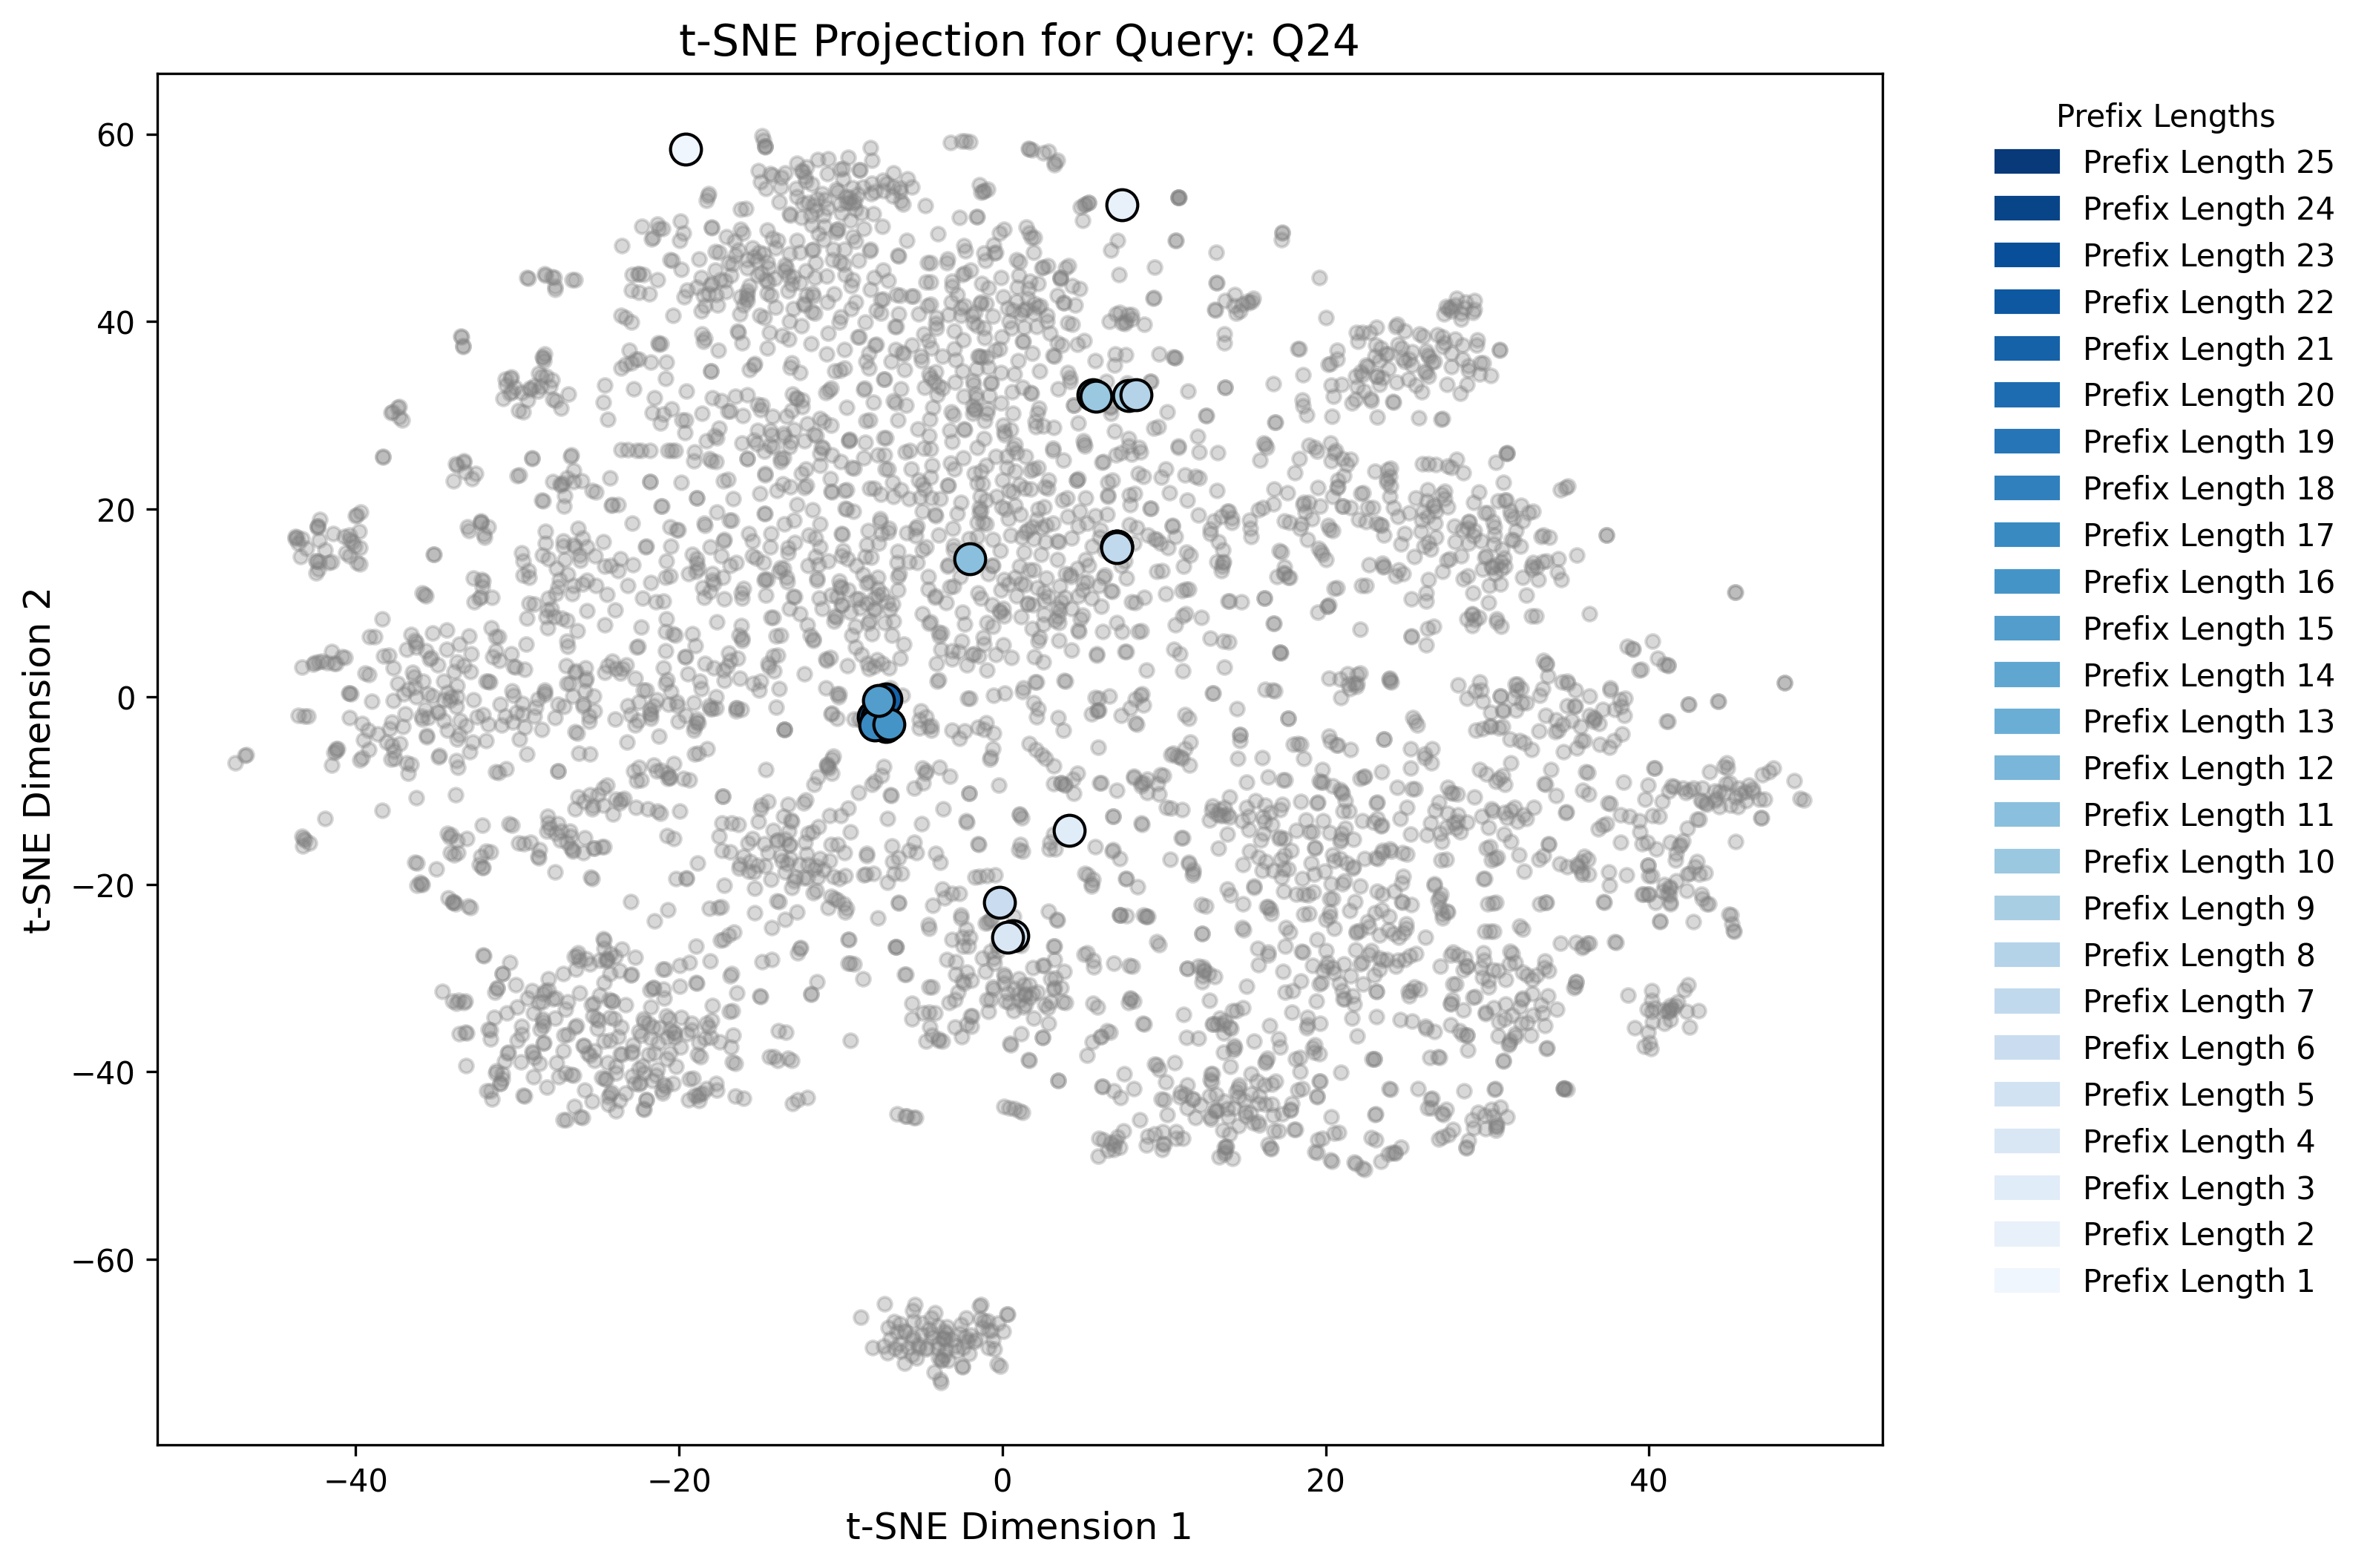 t-SNE Projection for Query: Q24
60
40
20
0
−20
−40
−60
t-SNE Dimension 2
−40
−20
0
20
40
t-SNE Dimension 1
Prefix Lengths
Prefix Length 25
Prefix Length 24
Prefix Length 23
Prefix Length 22
Prefix Length 21
Prefix Length 20
Prefix Length 19
Prefix Length 18
Prefix Length 17
Prefix Length 16
Prefix Length 15
Prefix Length 14
Prefix Length 13
Prefix Length 12
Prefix Length 11
Prefix Length 10
Prefix Length 9
Prefix Length 8
Prefix Length 7
Prefix Length 6
Prefix Length 5
Prefix Length 4
Prefix Length 3
Prefix Length 2
Prefix Length 1